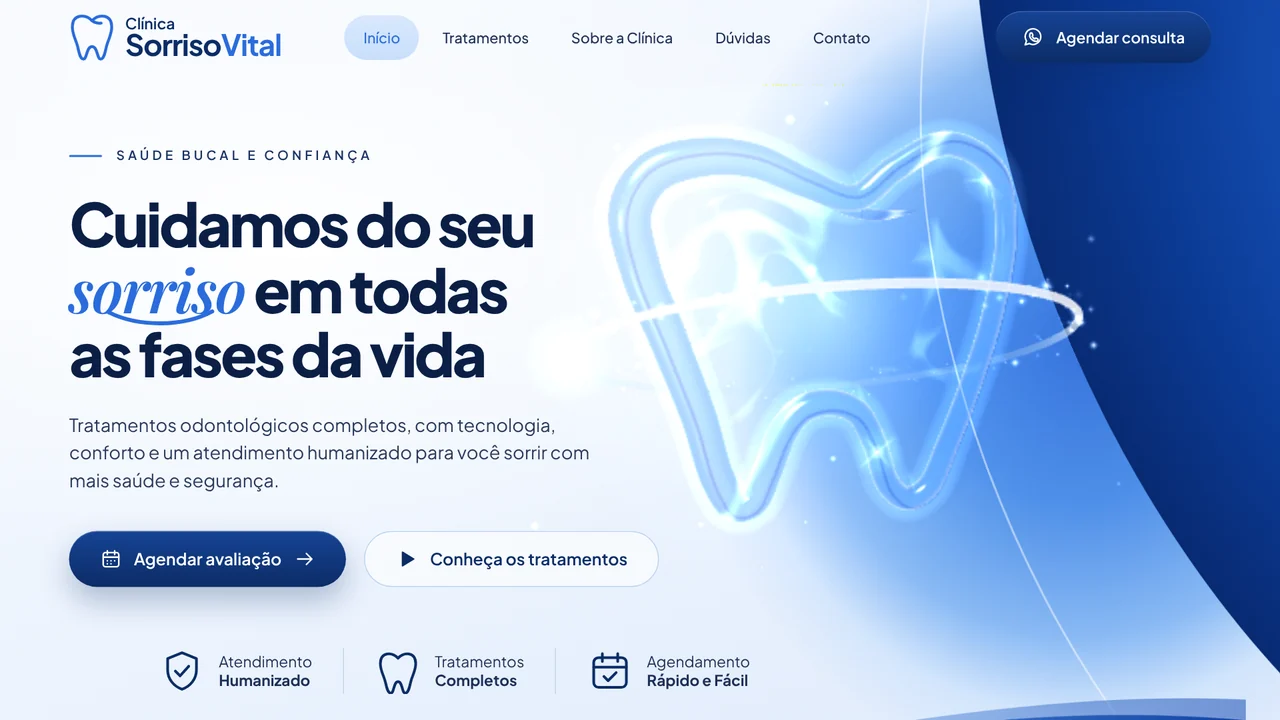 Clínica
SorrisoVital
Início
Tratamentos
Sobre a Clínica
Dúvidas
Contato
Agendar consulta
SAÚDE BUCAL E CONFIANÇA
Cuidamos do seu
sorriso em todas
as fases da vida
Tratamentos odontológicos completos, com tecnologia,
conforto e um atendimento humanizado para você sorrir com
mais saúde e segurança.
Agendar avaliação
Conheça os tratamentos
Atendimento
Humanizado
Tratamentos
Completos
Agendamento
Rápido e Fácil